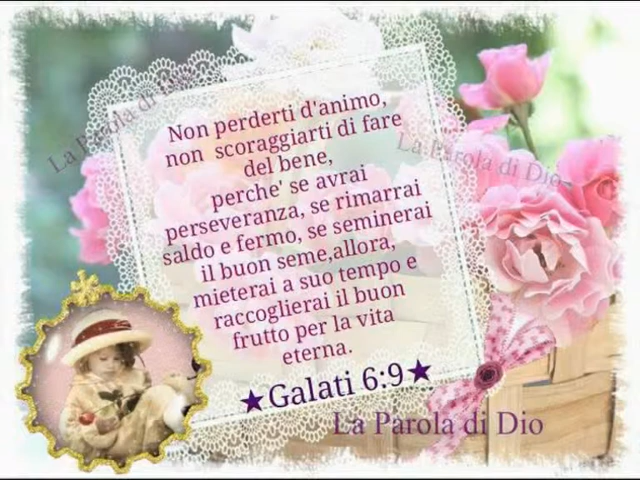 Non perderti d'animo,
non scoraggiarti di fare
del bene,
perche' se avrai
perseveranza, se rimarrai
saldo e fermo, se seminerai
il buon seme,allora,
mieterai a suo tempo e
raccoglierai il buon
frutto per la vita
eterna.
★Galati 6:9★
La Parola di Dio
La Parola di Dio
La Parola di Dio